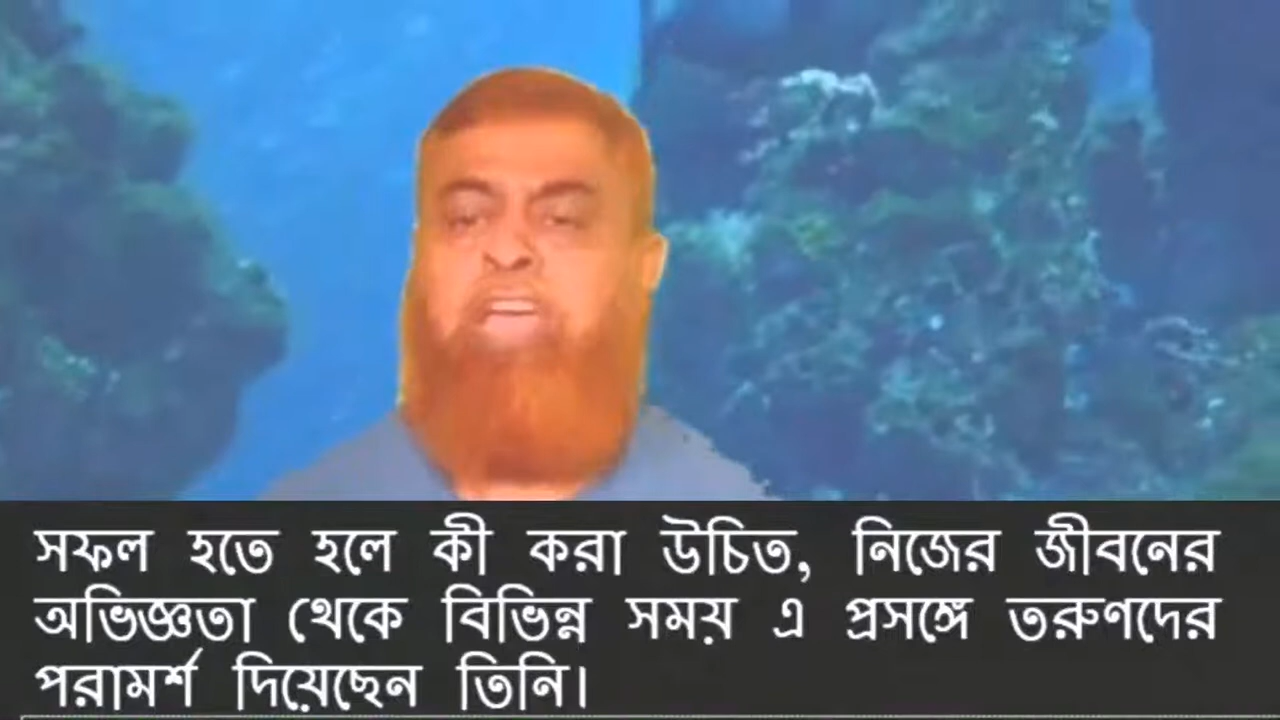 সফল হতে হলে কী করা উচিত, নিজের জীবনের
অভিজ্ঞতা থেকে বিভিন্ন সময় এ প্রসঙ্গে তরুণদের
পরামর্শ দিয়েছেন তিনি।